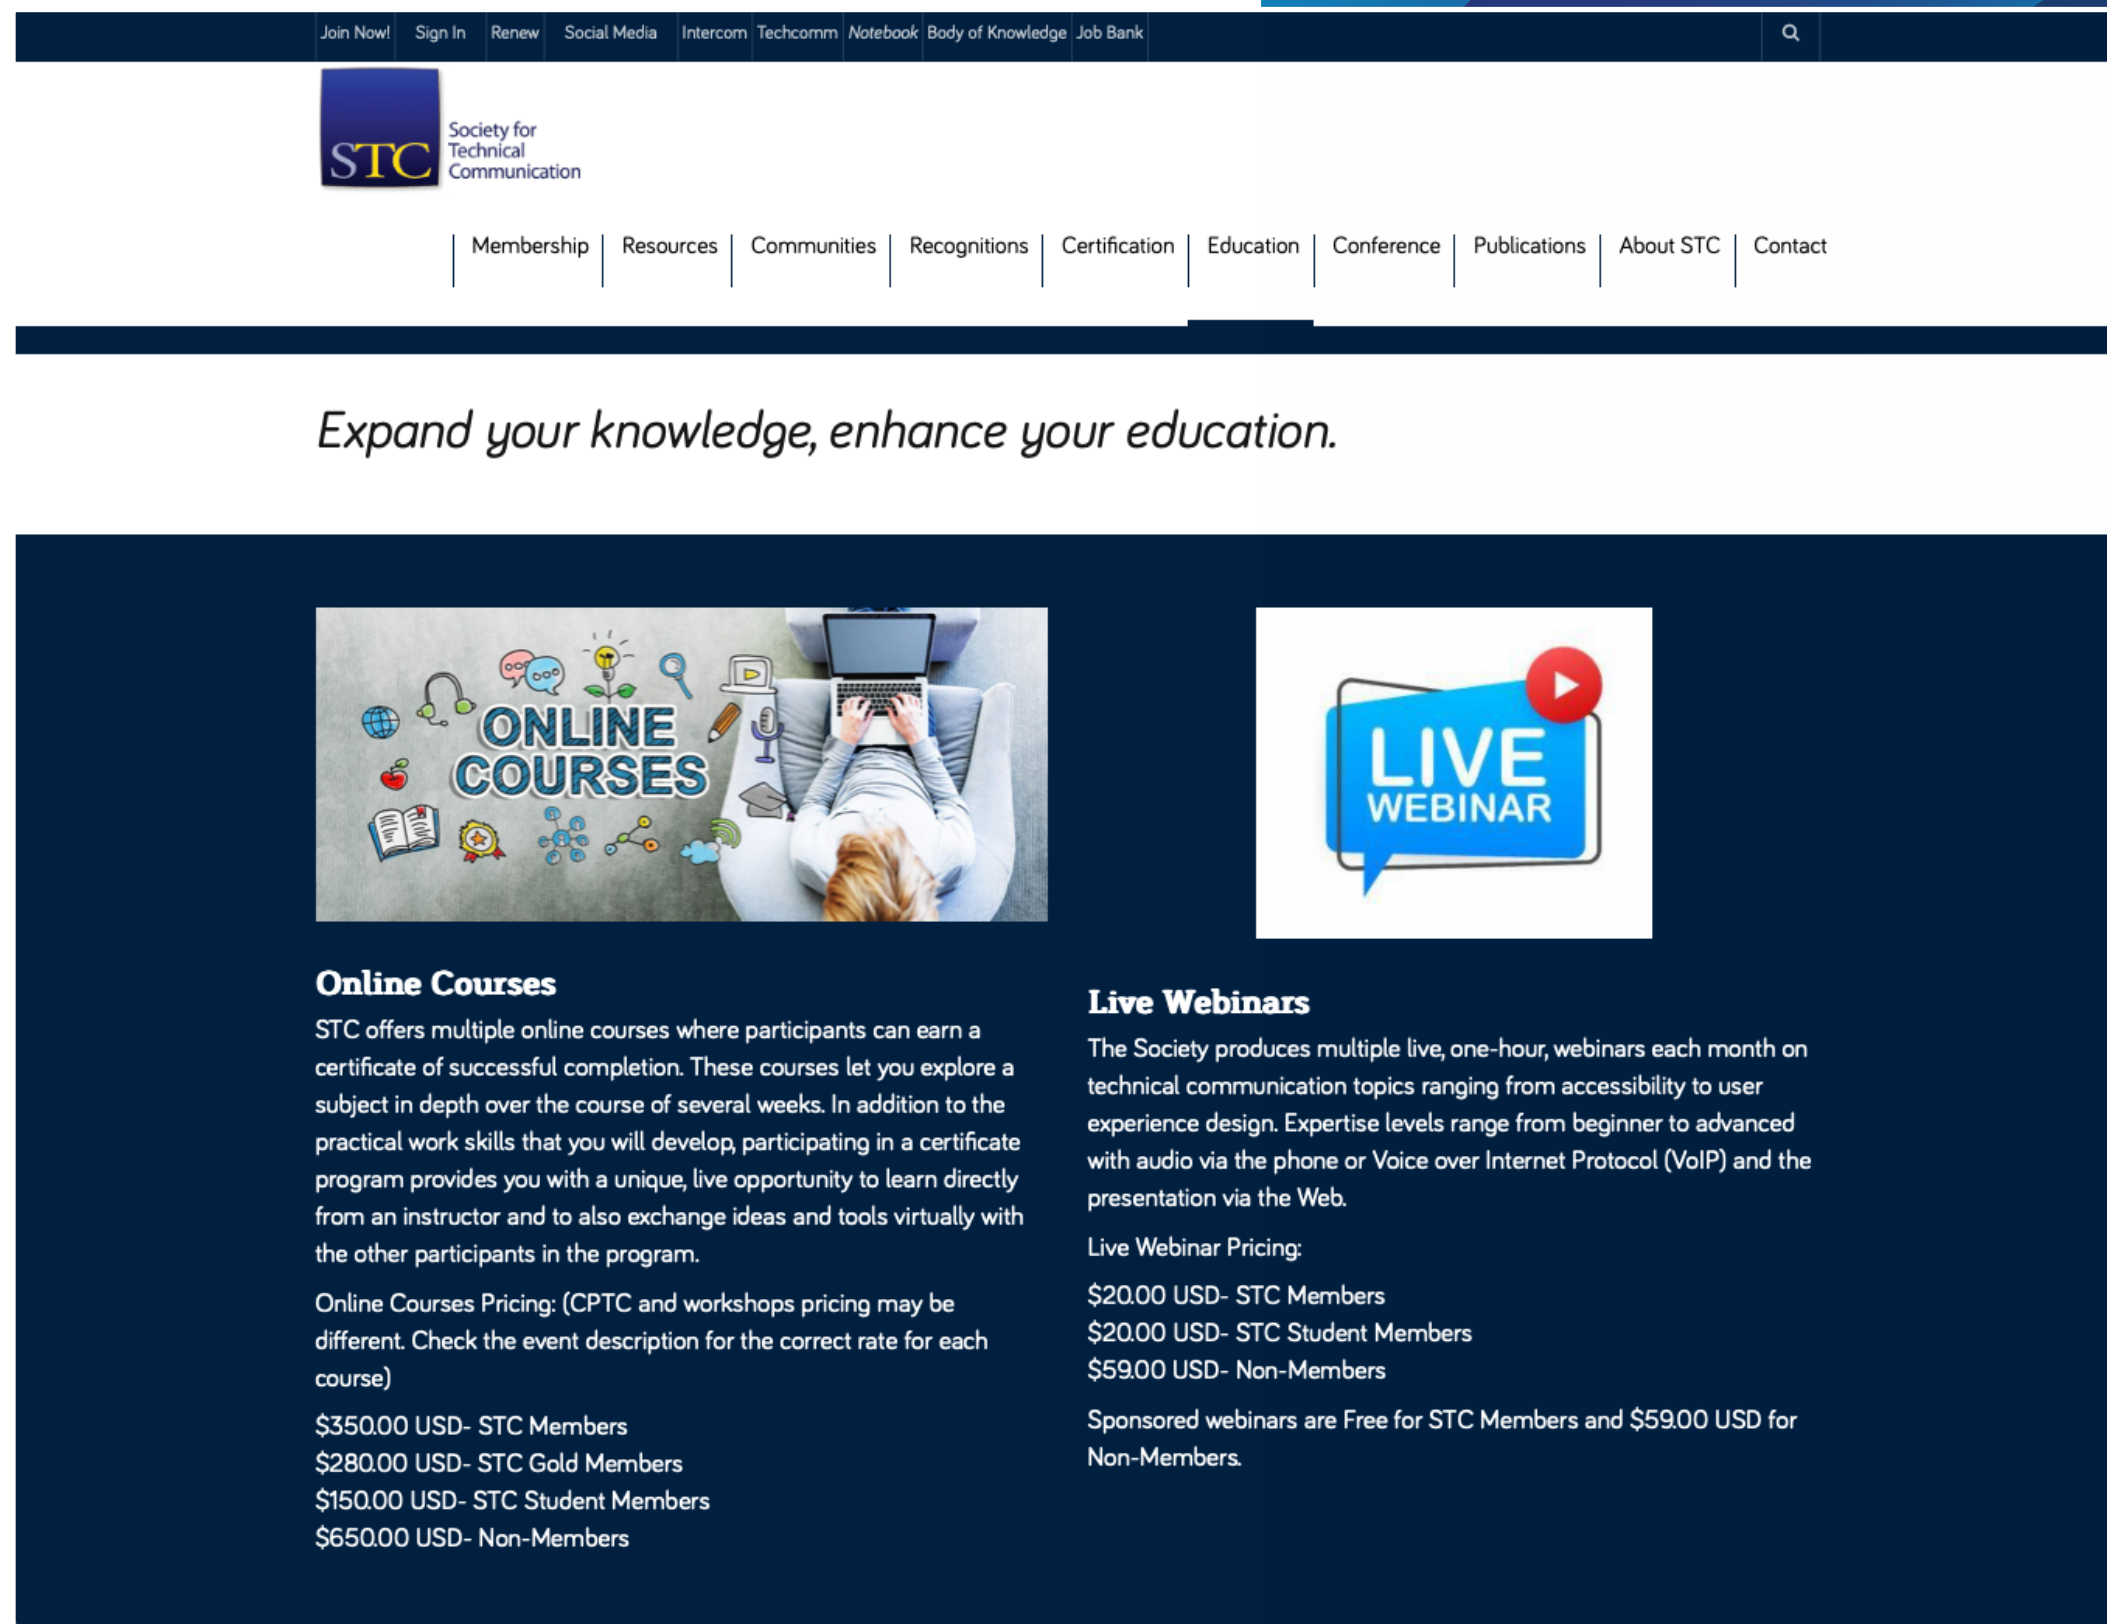 Join Now! Sign In Renew Social Media Intercom Techcomm Notebook Body of Knowledge Job Bank
STC
Society for
Technical
Communication
Membership Resources Communities Recognitions Certification Education Conference Publications About STC Contact
Expand your knowledge, enhance your education.
ONLINE
COURSES
Online Courses
STC offers multiple online courses where participants can earn a
certificate of successful completion. These courses let you explore a
subject in depth over the course of several weeks. In addition to the
practical work skills that you will develop, participating in a certificate
program provides you with a unique, live opportunity to learn directly
from an instructor and to also exchange ideas and tools virtually with
the other participants in the program.
Online Courses Pricing: (CPTC and workshops pricing may be
different. Check the event description for the correct rate for each
course)
$350.00 USD- STC Members
$280.00 USD- STC Gold Members
$150.00 USD- STC Student Members
$650.00 USD- Non-Members
LIVE
WEBINAR
Live Webinars
The Society produces multiple live, one-hour, webinars each month on
technical communication topics ranging from accessibility to user
experience design. Expertise levels range from beginner to advanced
with audio via the phone or Voice over Internet Protocol (VoIP) and the
presentation via the Web.
Live Webinar Pricing:
$20.00 USD- STC Members
$20.00 USD- STC Student Members
$59.00 USD- Non-Members
Sponsored webinars are Free for STC Members and $59.00 USD for
Non-Members.